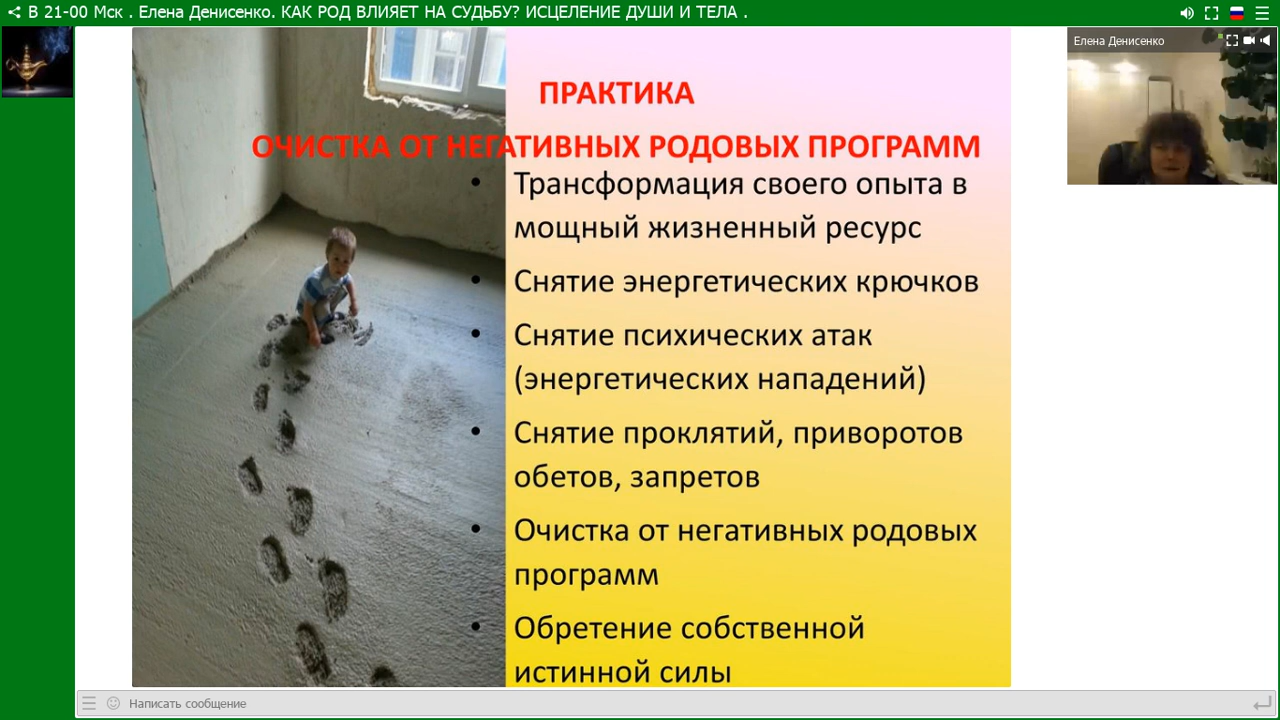 В 21-00 Мск . Елена Денисенко. КАК РОД ВЛИЯЕТ НА СУДЬБУ? ИСЦЕЛЕНИЕ ДУШИ И ТЕЛА .
Елена Денисенко
ПРАКТИКА
ОЧИСТКА ОТ НЕГАТИВНЫХ РОДОВЫХ ПРОГРАММ
• Трансформация своего опыта в
мощный жизненный ресурс
• Снятие энергетических крючков
• Снятие психических атак
(энергетических нападений)
• Снятие проклятий, приворотов
обетов, запретов
• Очистка от негативных родовых
программ
• Обретение собственной
истинной силы
Написать сообщение